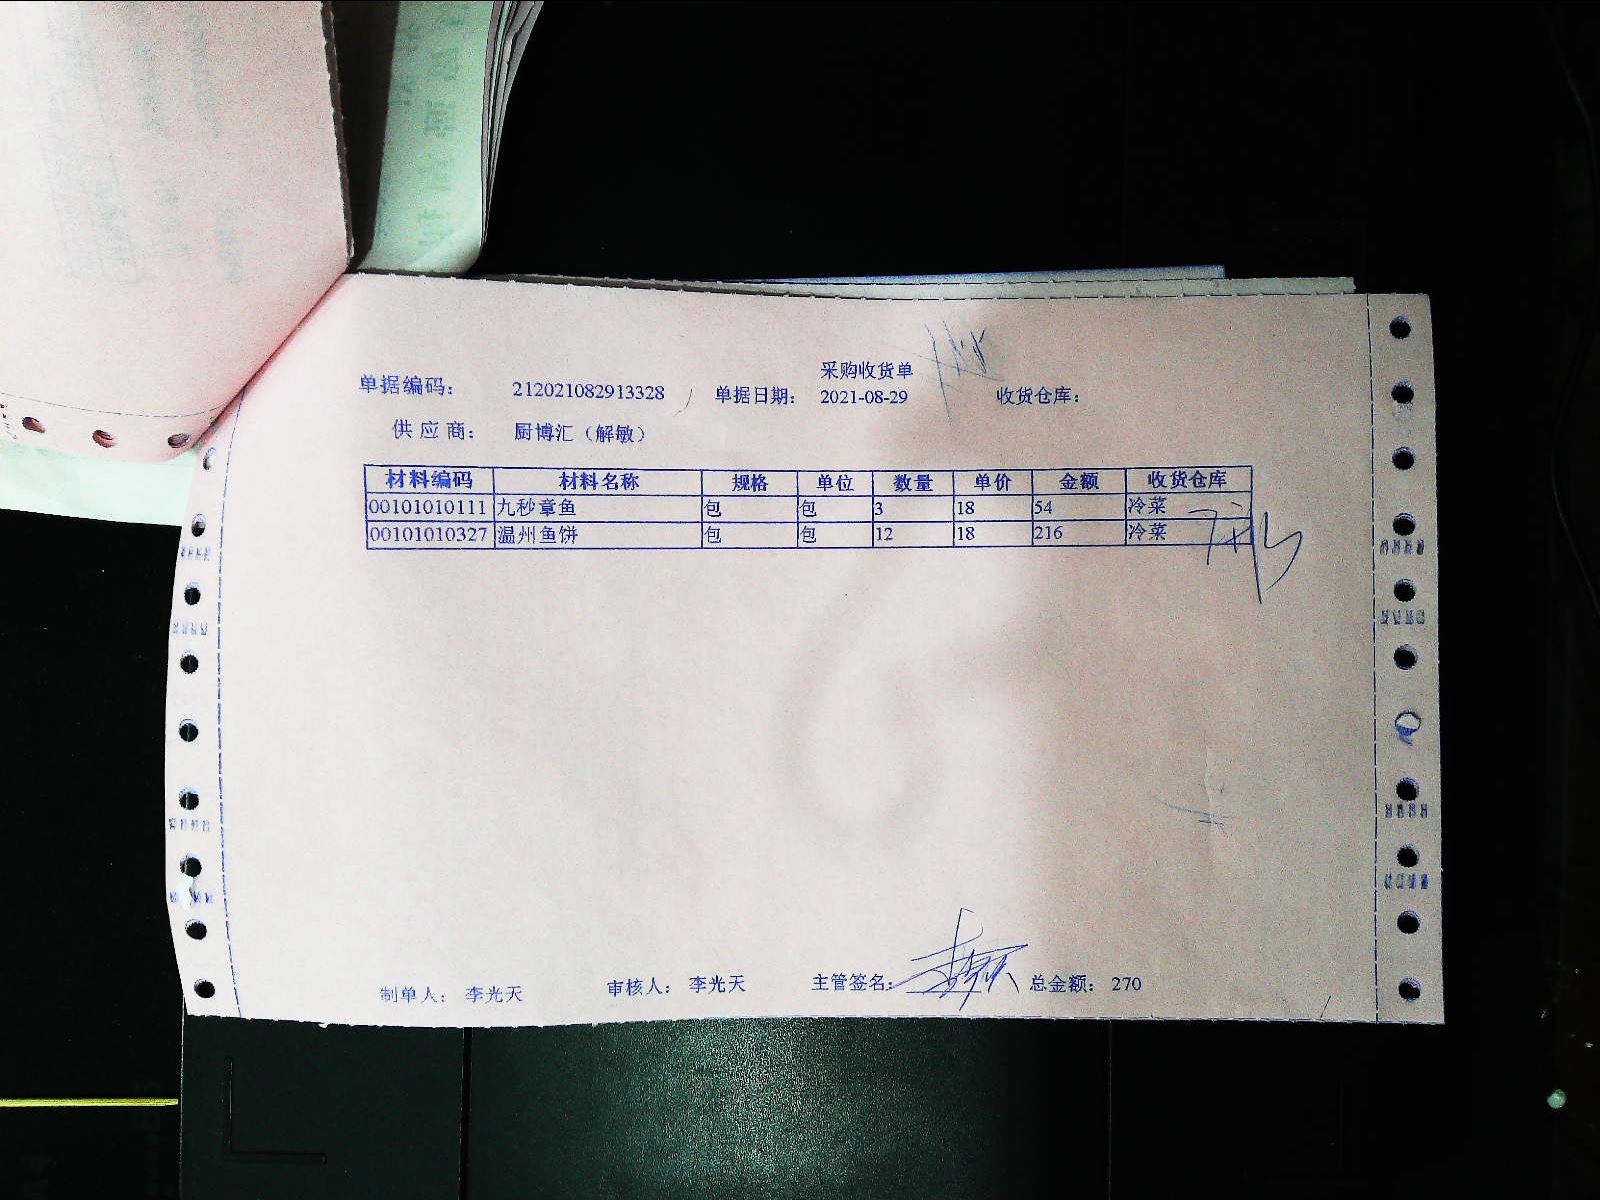 采购收货单
单据编码： 212021082913328 单据日期： 2021-08-29 收货仓库：
供应商： 厨博汇（解敏）
材料编码 材料名称 规格 单位 数量 单价 金额 收货仓库
00101010111 九秒章鱼 包 包 3 18 54 冷菜
00101010327 温州鱼饼 包 包 12 18 216 冷菜
制单人： 李光天 审核人： 李光天 主管签名： 总金额： 270